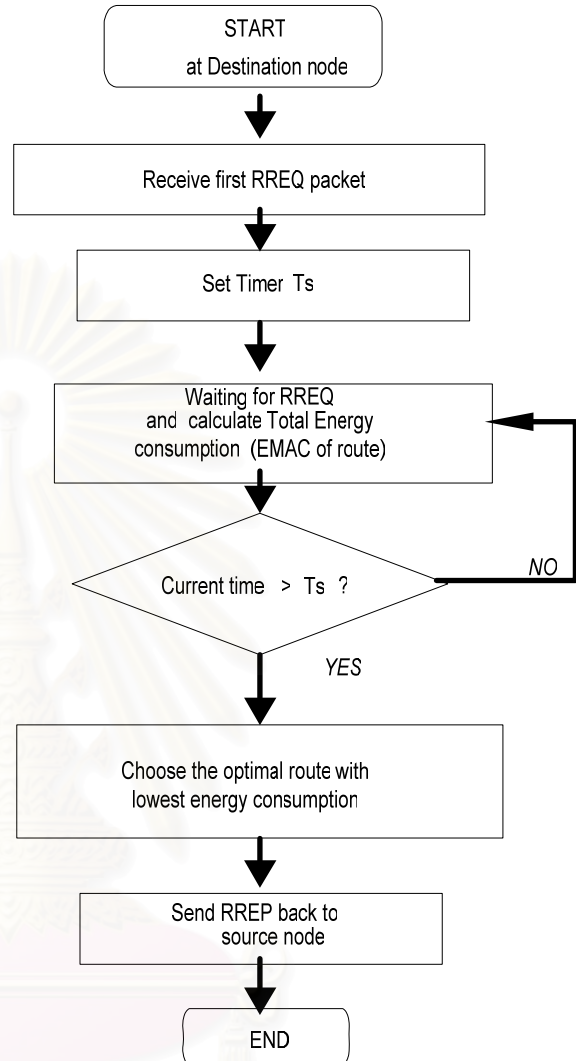 START
at Destination node
Receive first RREQ packet
Set Timer Ts
Waiting for RREQ
and calculate Total Energy
consumption (EMAC of route)
Current time > Ts ?
NO
YES
Choose the optimal route with
lowest energy consumption
Send RREP back to
source node
END